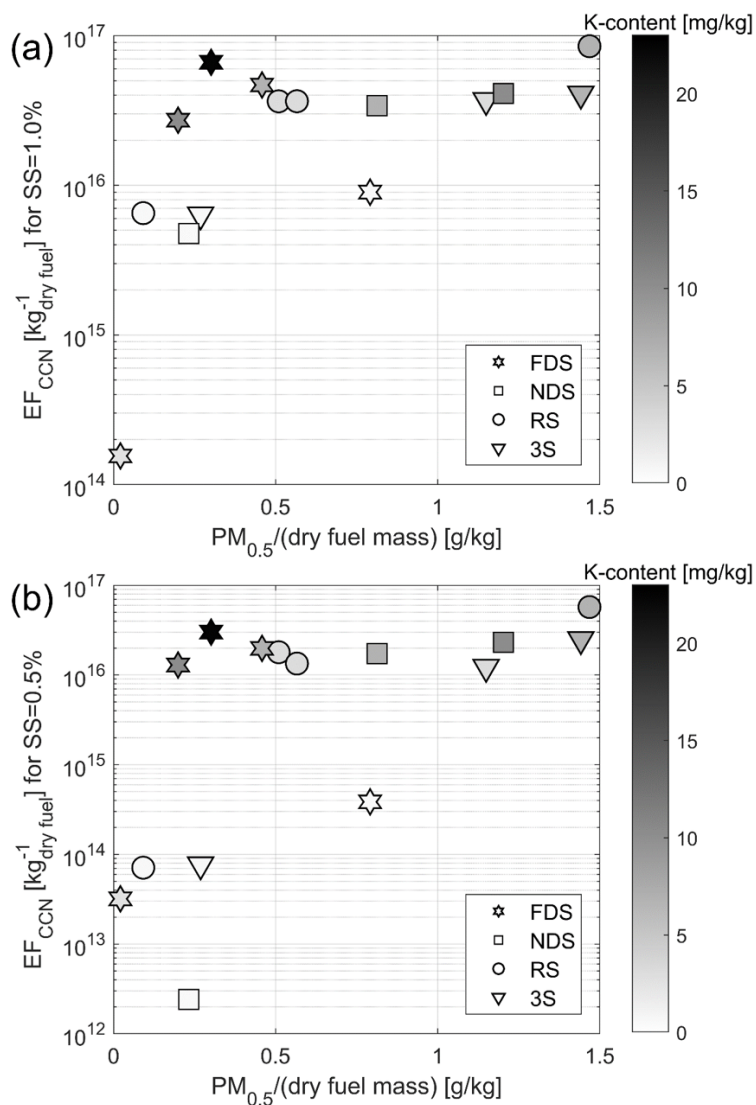 (a)
K-content [mg/kg]
EF_CCN [kg^-1_dry fuel] for SS=1.0%
10^17
10^16
10^15
10^14
20
15
10
5
0
FDS
NDS
RS
3S
0 0.5 1 1.5
PM_0.5/(dry fuel mass) [g/kg]
(b)
K-content [mg/kg]
EF_CCN [kg^-1_dry fuel] for SS=0.5%
10^17
10^16
10^15
10^14
10^13
10^12
20
15
10
5
0
FDS
NDS
RS
3S
0 0.5 1 1.5
PM_0.5/(dry fuel mass) [g/kg]